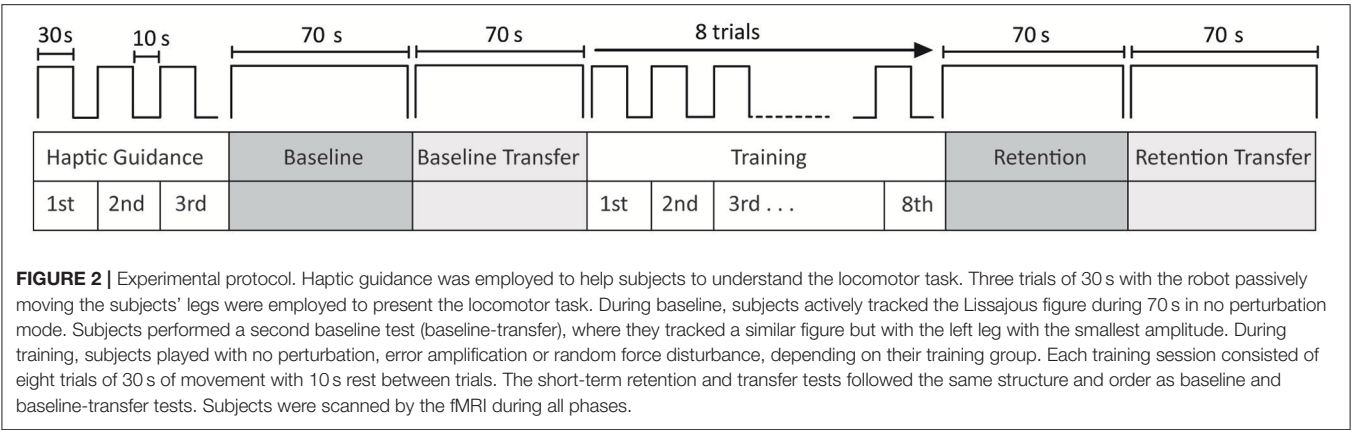 30 s 10 s 70 s 70 s 8 trials 70 s 70 s
Haptic Guidance Baseline Baseline Transfer Training Retention Retention Transfer
1st 2nd 3rd 1st 2nd 3rd . . . 8th
FIGURE 2 | Experimental protocol. Haptic guidance was employed to help subjects to understand the locomotor task. Three trials of 30 s with the robot passively
moving the subjects' legs were employed to present the locomotor task. During baseline, subjects actively tracked the Lissajous figure during 70 s in no perturbation
mode. Subjects performed a second baseline test (baseline-transfer), where they tracked a similar figure but with the left leg with the smallest amplitude. During
training, subjects played with no perturbation, error amplification or random force disturbance, depending on their training group. Each training session consisted of
eight trials of 30 s of movement with 10 s rest between trials. The short-term retention and transfer tests followed the same structure and order as baseline and
baseline-transfer tests. Subjects were scanned by the fMRI during all phases.